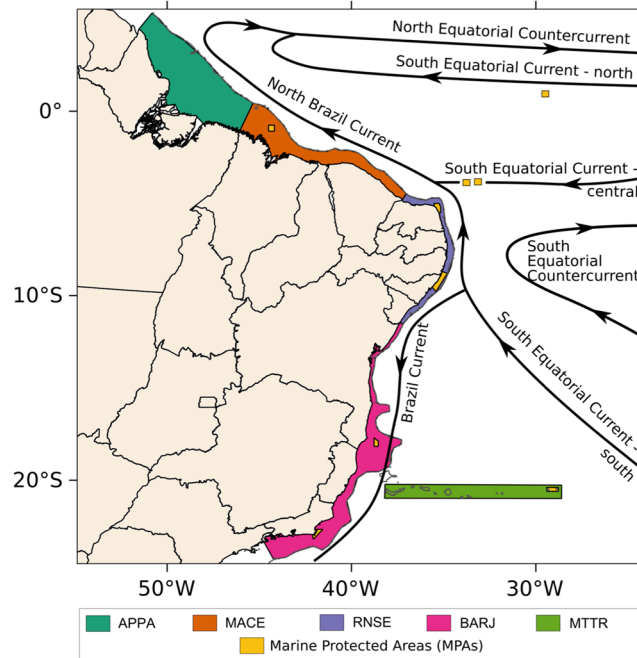 North Equatorial Countercurrent
South Equatorial Current - north
North Brazil Current
South Equatorial Current -
central
South
Equatorial
Countercurrent
South Equatorial Current -
south
Brazil Current
0°
10°S
20°S
50°W
40°W
30°W
APPA
MACE
RNSE
BARJ
MTTR
Marine Protected Areas (MPAs)